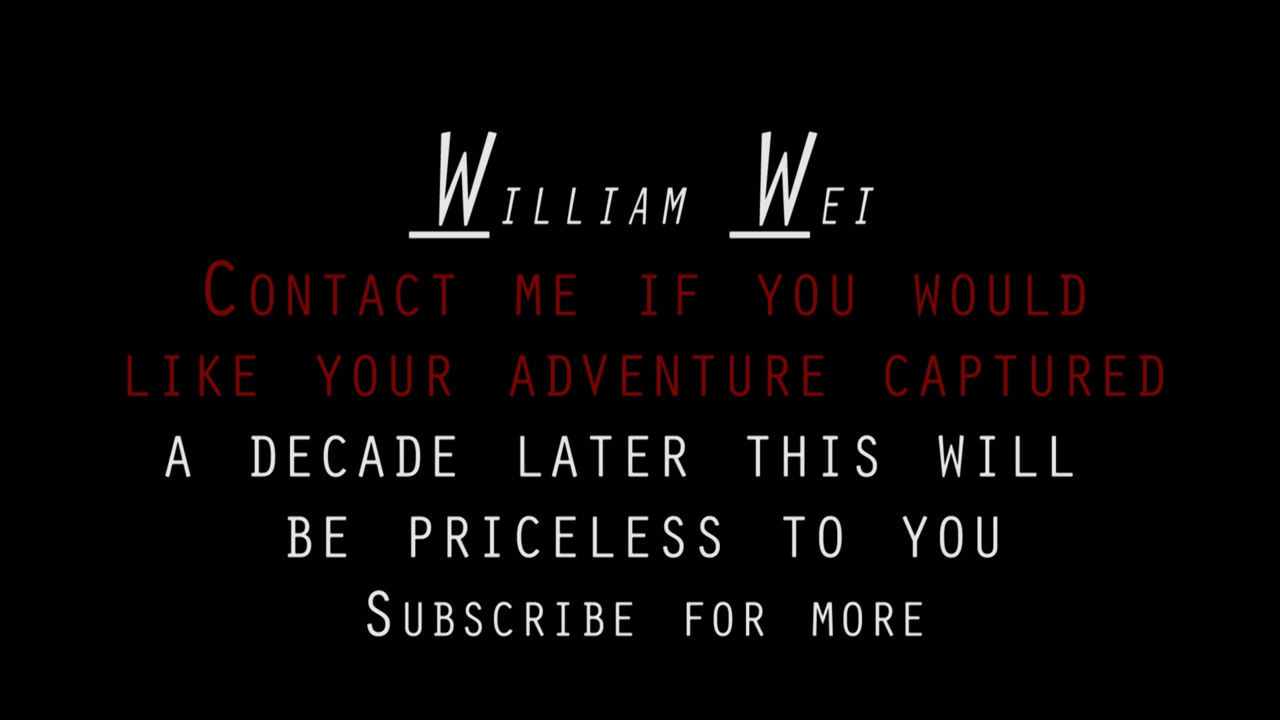 William Wei
Contact me if you would
like your adventure captured
a decade later this will
be priceless to you
Subscribe for more